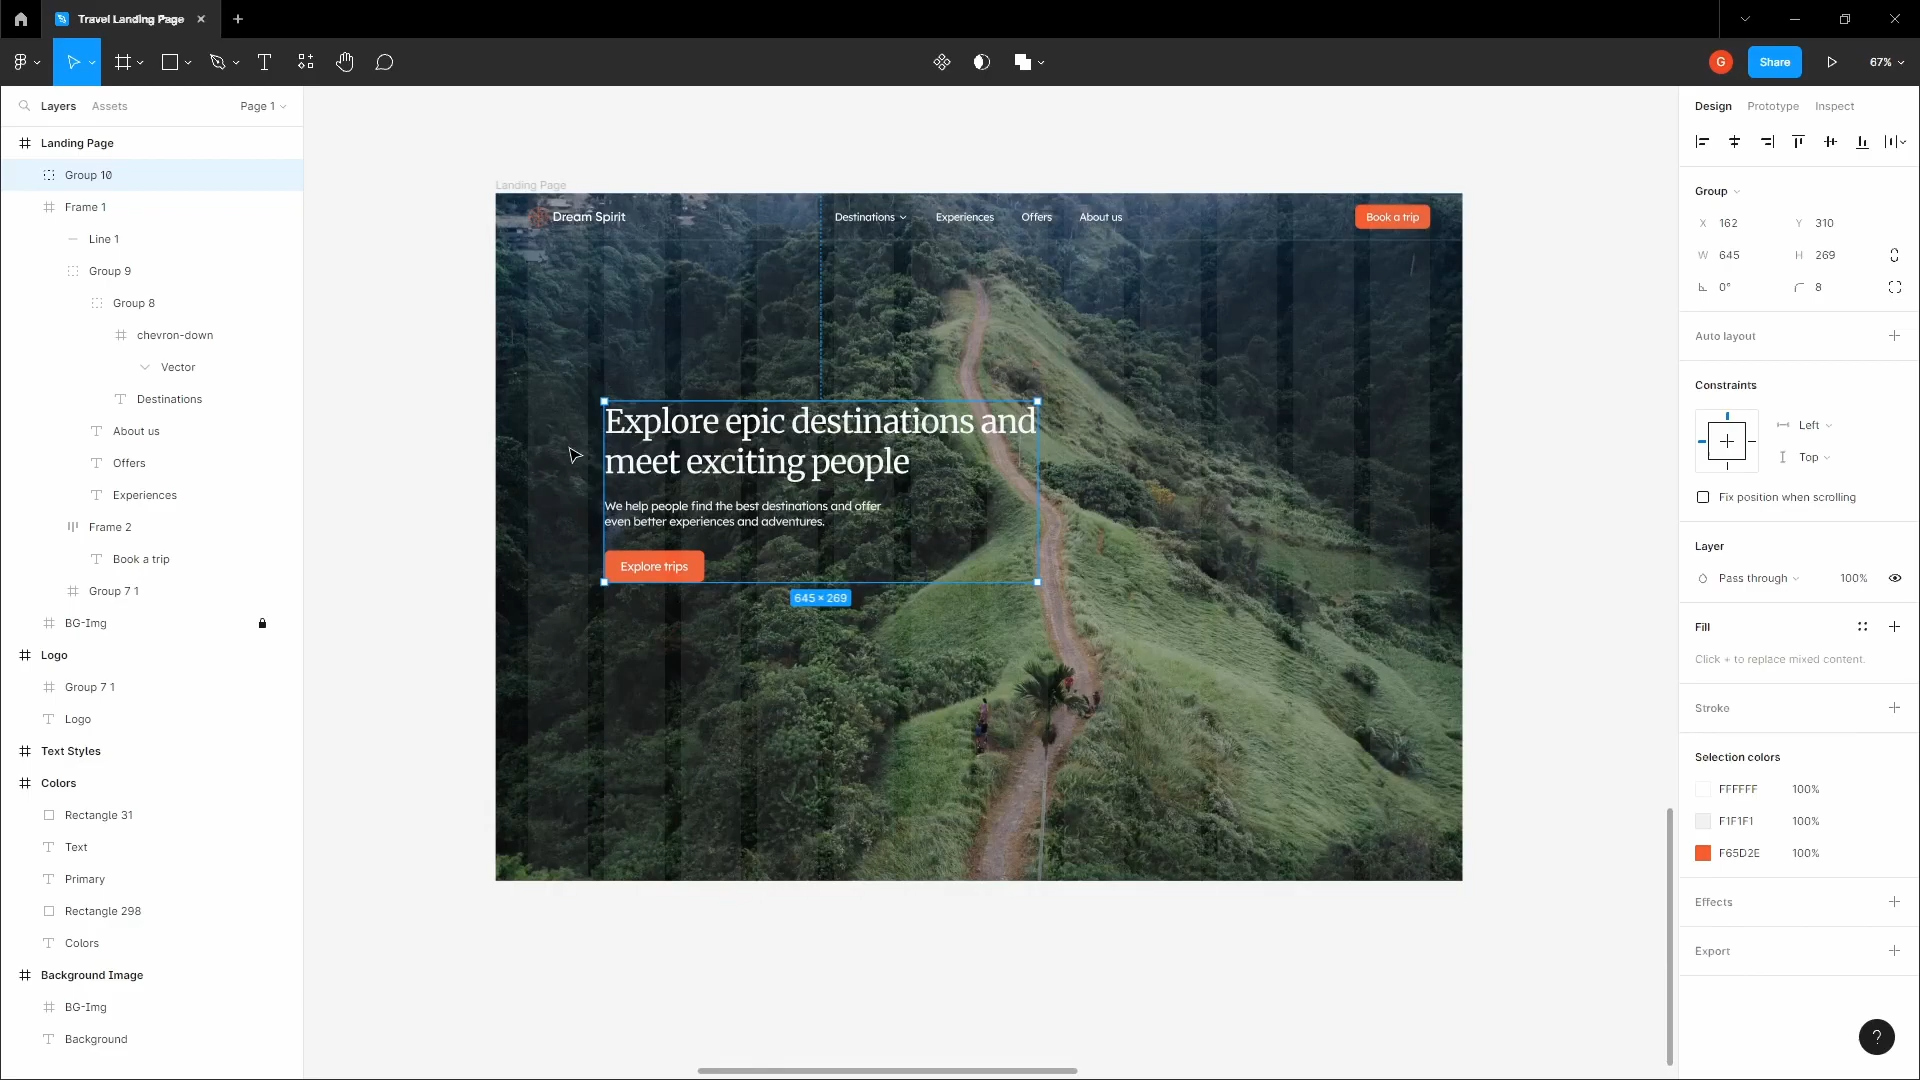 Travel Landing Page
G
Share
67%
Layers
Assets
Page 1
Landing Page
Group 10
Frame 1
Line 1
Group 9
Group 8
chevron-down
Vector
Destinations
About us
Offers
Experiences
Frame 2
Book a trip
Group 7 1
BG-Img
Logo
Group 7 1
Logo
Text Styles
Colors
Rectangle 31
Text
Primary
Rectangle 298
Colors
Background Image
BG-Img
Background
Landing Page
Dream Spirit
Destinations
Experiences
Offers
About us
Book a trip
Explore epic destinations and
meet exciting people
We help people find the best destinations and offer
even better experiences and adventures.
Explore trips
645 × 269
Design
Prototype
Inspect
Group
X 162
Y 310
W 645
H 269
0°
8
Auto layout
Constraints
Left
Top
Fix position when scrolling
Layer
Pass through
100%
Fill
Click + to replace mixed content.
Stroke
Selection colors
FFFFFF 100%
F1F1F1 100%
F65D2E 100%
Effects
Export
?